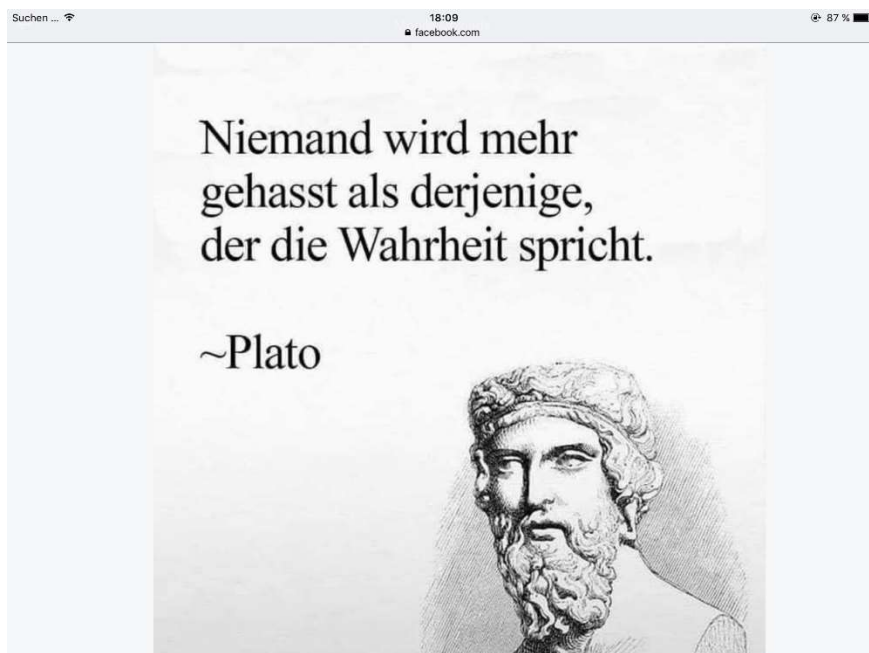 Suchen ...
18:09
87 %
facebook.com
Niemand wird mehr
gehasst als derjenige,
der die Wahrheit spricht.
~Plato